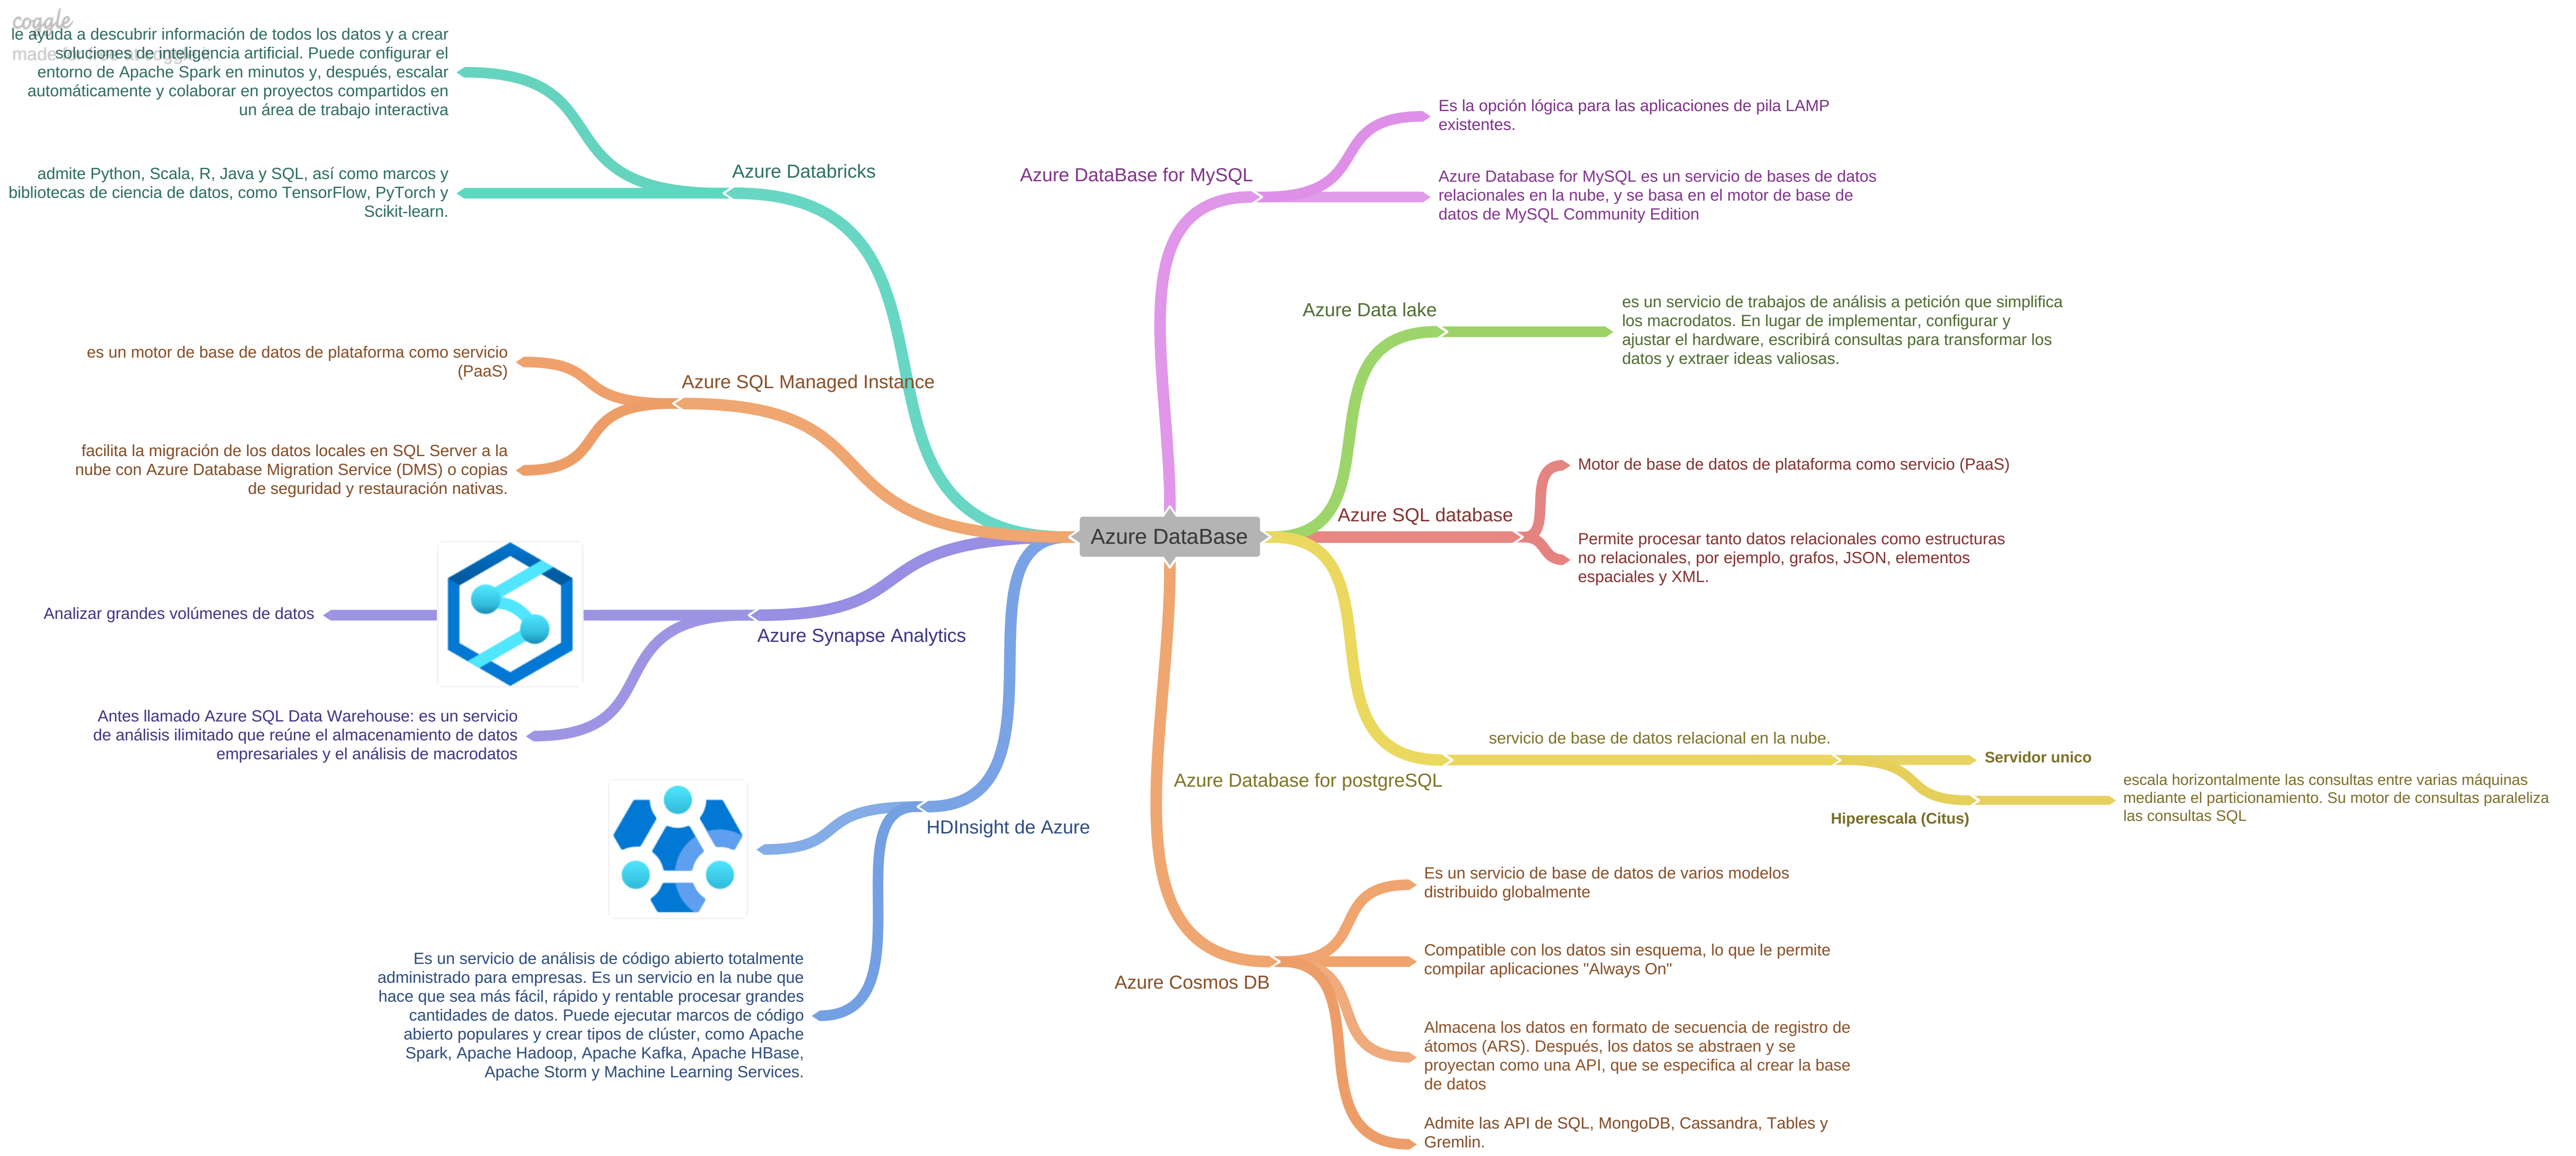 coggle
made for free at coggle.it
le ayuda a descubrir información de todos los datos y a crear
soluciones de inteligencia artificial. Puede configurar el
entorno de Apache Spark en minutos y, después, escalar
automáticamente y colaborar en proyectos compartidos en
un área de trabajo interactiva
admite Python, Scala, R, Java y SQL, así como marcos y
bibliotecas de ciencia de datos, como TensorFlow, PyTorch y
Scikit-learn.
Azure Databricks
es un motor de base de datos de plataforma como servicio
(PaaS)
facilita la migración de los datos locales en SQL Server a la
nube con Azure Database Migration Service (DMS) o copias
de seguridad y restauración nativas.
Azure SQL Managed Instance
Analizar grandes volúmenes de datos
Antes llamado Azure SQL Data Warehouse: es un servicio
de análisis ilimitado que reúne el almacenamiento de datos
empresariales y el análisis de macrodatos
Azure Synapse Analytics
HDInsight de Azure
Es un servicio de análisis de código abierto totalmente
administrado para empresas. Es un servicio en la nube que
hace que sea más fácil, rápido y rentable procesar grandes
cantidades de datos. Puede ejecutar marcos de código
abierto populares y crear tipos de clúster, como Apache
Spark, Apache Hadoop, Apache Kafka, Apache HBase,
Apache Storm y Machine Learning Services.
Azure DataBase
Azure DataBase for MySQL
Es la opción lógica para las aplicaciones de pila LAMP
existentes.
Azure Database for MySQL es un servicio de bases de datos
relacionales en la nube, y se basa en el motor de base de
datos de MySQL Community Edition
Azure Data lake
es un servicio de trabajos de análisis a petición que simplifica
los macrodatos. En lugar de implementar, configurar y
ajustar el hardware, escribirá consultas para transformar los
datos y extraer ideas valiosas.
Azure SQL database
Motor de base de datos de plataforma como servicio (PaaS)
Permite procesar tanto datos relacionales como estructuras
no relacionales, por ejemplo, grafos, JSON, elementos
espaciales y XML.
Azure Database for postgreSQL
servicio de base de datos relacional en la nube.
Servidor unico
Hiperescala (Citus)
escala horizontalmente las consultas entre varias máquinas
mediante el particionamiento. Su motor de consultas paraleliza
las consultas SQL
Azure Cosmos DB
Es un servicio de base de datos de varios modelos
distribuido globalmente
Compatible con los datos sin esquema, lo que le permite
compilar aplicaciones "Always On"
Almacena los datos en formato de secuencia de registro de
átomos (ARS). Después, los datos se abstraen y se
proyectan como una API, que se especifica al crear la base
de datos
Admite las API de SQL, MongoDB, Cassandra, Tables y
Gremlin.